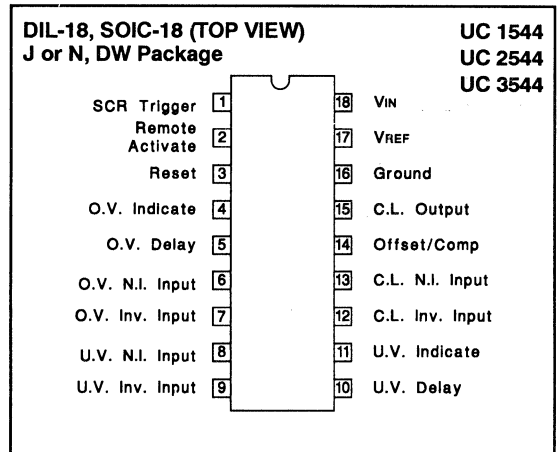 DIL-18, SOIC-18 (TOP VIEW)
J or N, DW Package
UC 1544
UC 2544
UC 3544
SCR Trigger 1
Remote Activate 2
Reset 3
O.V. Indicate 4
O.V. Delay 5
O.V. N.I. Input 6
O.V. Inv. Input 7
U.V. N.I. Input 8
U.V. Inv. Input 9
18 VIN
17 VREF
16 Ground
15 C.L. Output
14 Offset/Comp
13 C.L. N.I. Input
12 C.L. Inv. Input
11 U.V. Indicate
10 U.V. Delay